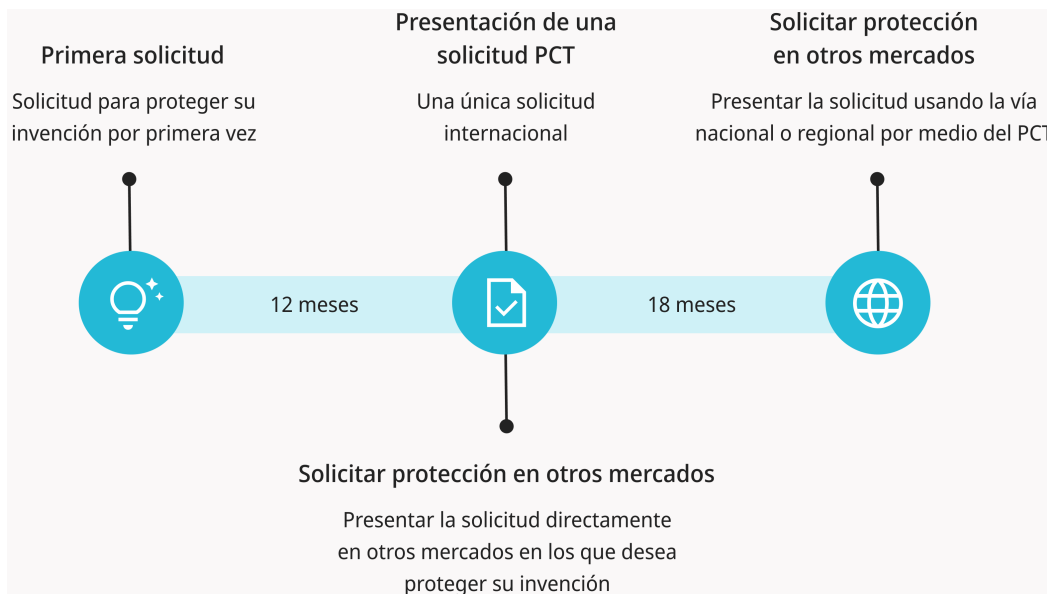 Primera solicitud
Solicitud para proteger su
invención por primera vez
Presentación de una
solicitud PCT
Una única solicitud
internacional
Solicitar protección
en otros mercados
Presentar la solicitud usando la vía
nacional o regional por medio del PCT
12 meses
18 meses
Solicitar protección en otros mercados
Presentar la solicitud directamente
en otros mercados en los que desea
proteger su invención